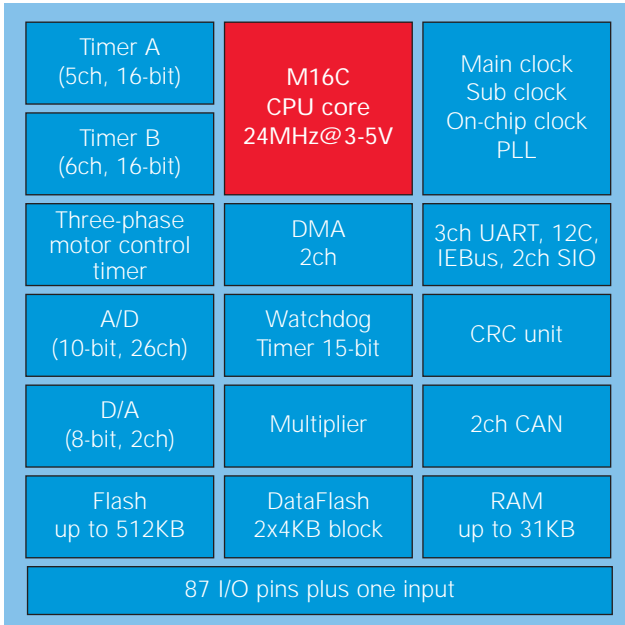 Timer A
(5ch, 16-bit)
M16C
CPU core
24MHz@3-5V
Main clock
Sub clock
On-chip clock
PLL
Timer B
(6ch, 16-bit)
Three-phase
motor control
timer
DMA
2ch
3ch UART, 12C,
IEBus, 2ch SIO
A/D
(10-bit, 26ch)
Watchdog
Timer 15-bit
CRC unit
D/A
(8-bit, 2ch)
Multiplier
2ch CAN
Flash
up to 512KB
DataFlash
2x4KB block
RAM
up to 31KB
87 I/O pins plus one input